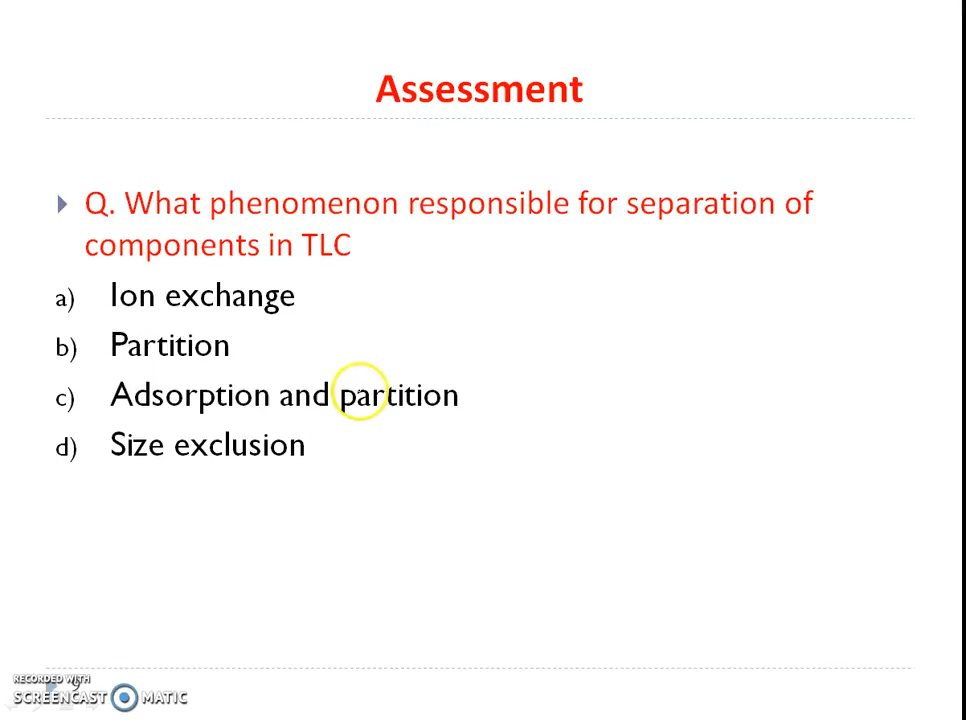 Assessment
Q. What phenomenon responsible for separation of
components in TLC
a) Ion exchange
b) Partition
c) Adsorption and partition
d) Size exclusion
9
RECORDED WITH
SCREENCAST MATIC